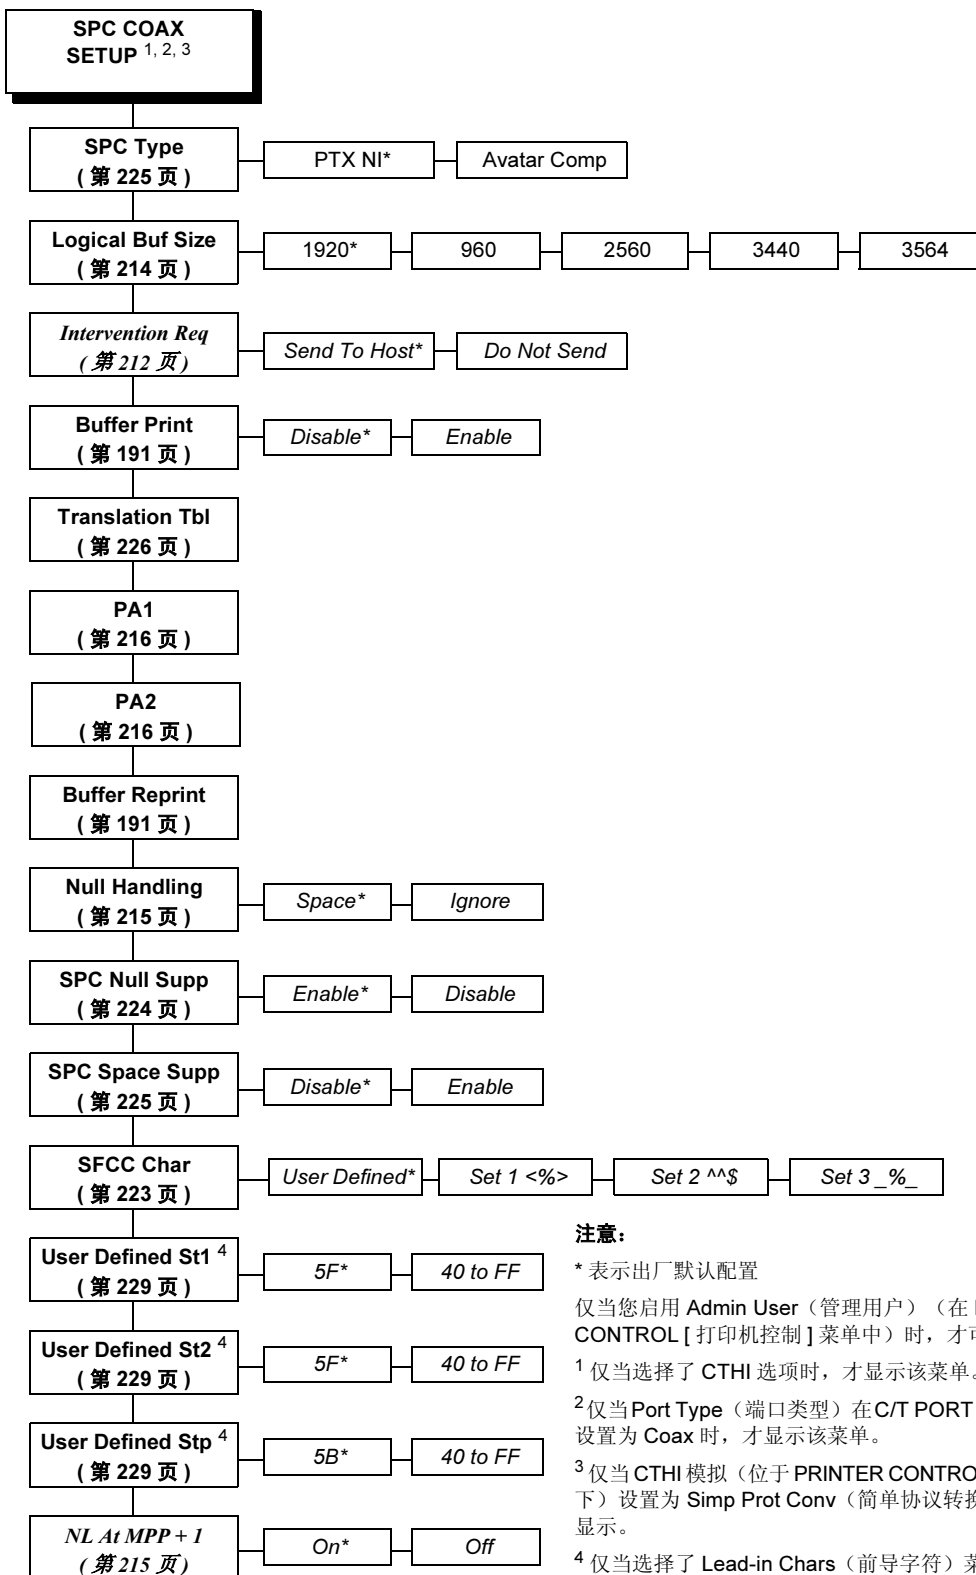 SPC COAX
SETUP 1, 2, 3
SPC Type
( 第 225 页 )
PTX NI*
Avatar Comp
Logical Buf Size
( 第 214 页 )
1920*
960
2560
3440
3564
Intervention Req
( 第 212 页 )
Send To Host*
Do Not Send
Buffer Print
( 第 191 页 )
Disable*
Enable
Translation Tbl
( 第 226 页 )
PA1
( 第 216 页 )
PA2
( 第 216 页 )
Buffer Reprint
( 第 191 页 )
Null Handling
( 第 215 页 )
Space*
Ignore
SPC Null Supp
( 第 224 页 )
Enable*
Disable
SPC Space Supp
( 第 225 页 )
Disable*
Enable
SFCC Char
( 第 223 页 )
User Defined*
Set 1 <%>
Set 2 ^^$
Set 3 _%_
User Defined St1 4
( 第 229 页 )
5F*
40 to FF
User Defined St2 4
( 第 229 页 )
5F*
40 to FF
User Defined Stp 4
( 第 229 页 )
5B*
40 to FF
NL At MPP + 1
( 第 215 页 )
On*
Off
注意：
* 表示出厂默认配置
仅当您启用 Admin User（管理用户）（在
CONTROL [ 打印机控制 ] 菜单中）时，才
1 仅当选择了 CTHI 选项时，才显示该菜单。
2 仅当 Port Type（端口类型）在 C/T PORT
设置为 Coax 时，才显示该菜单。
3 仅当 CTHI 模拟（位于 PRINTER CONTRO
下）设置为 Simp Prot Conv（简单协议转
显示。
4 仅当选择了 Lead-in Chars（前导字符）